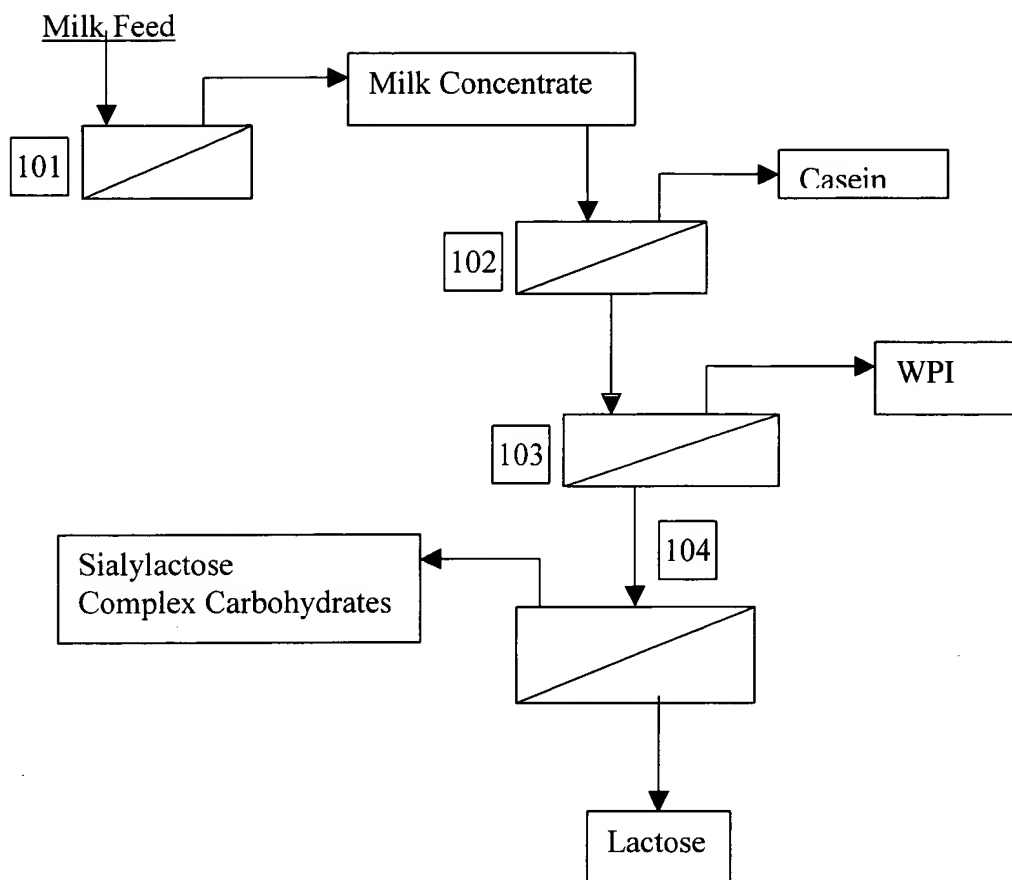 Milk Feed
Milk Concentrate
101
Casein
102
WPI
103
104
Sialylactose
Complex Carbohydrates
Lactose